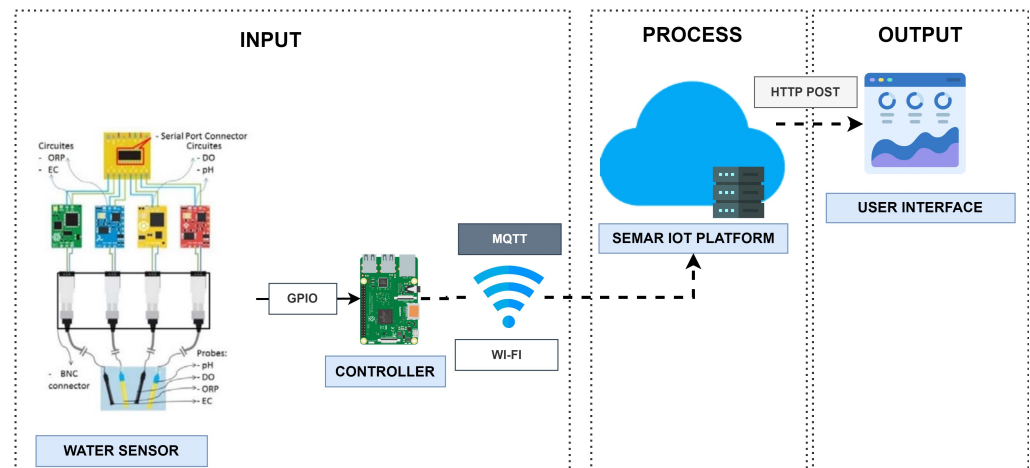 INPUT
PROCESS
OUTPUT
- Serial Port Connector
Circuites
- ORP
- EC
Circuites
- DO
- pH
- BNC
connector
Probes:
- pH
- DO
- ORP
- EC
WATER SENSOR
GPIO
CONTROLLER
MQTT
WI-FI
SEMAR IOT PLATFORM
HTTP POST
USER INTERFACE